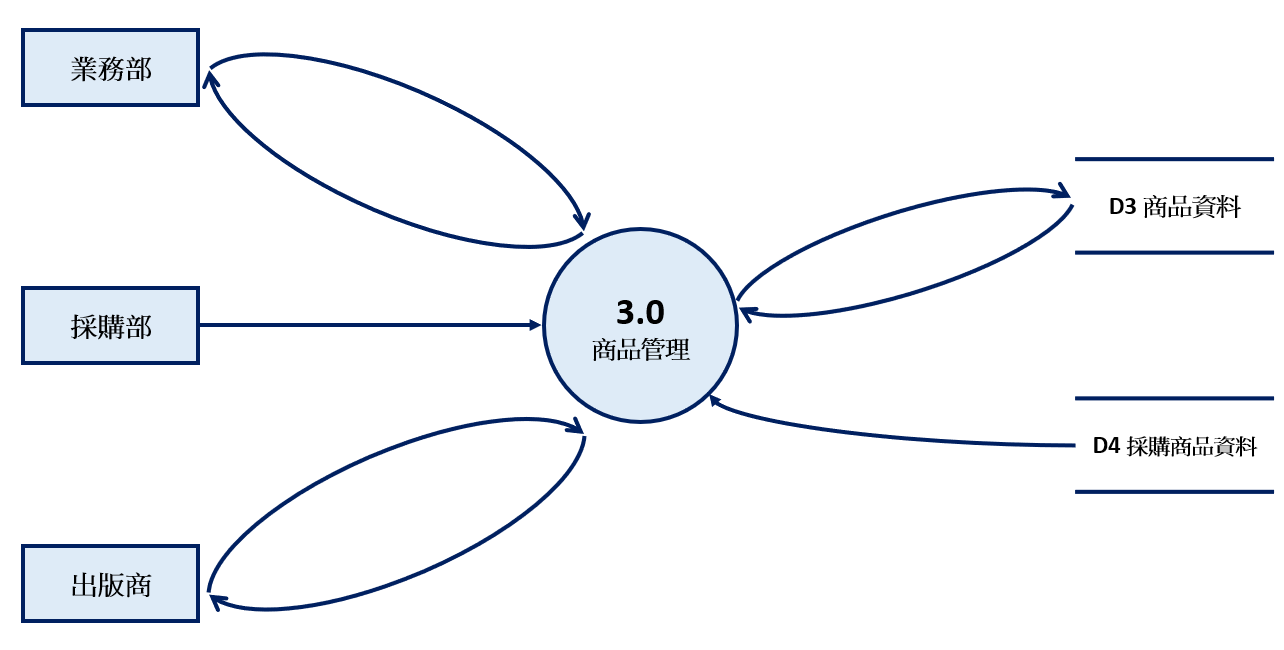 業務部
D3 商品資料
3.0
商品管理
採購部
D4 採購商品資料
出版商